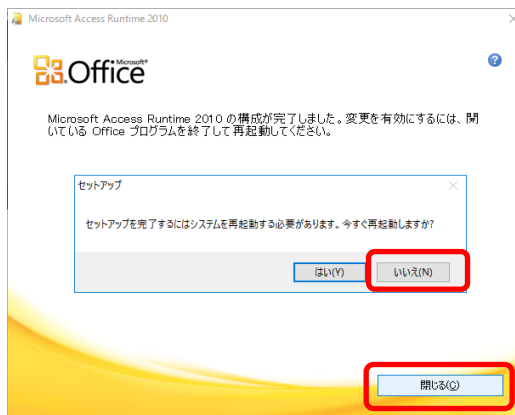 Microsoft Access Runtime 2010
Microsoft®
Office
Microsoft Access Runtime 2010 の構成が完了しました。変更を有効にするには、開
いている Office プログラムを終了して再起動してください。
セットアップ
セットアップを完了するにはシステムを再起動する必要があります。今すぐ再起動しますか?
はい(Y)
いいえ(N)
閉じる(C)